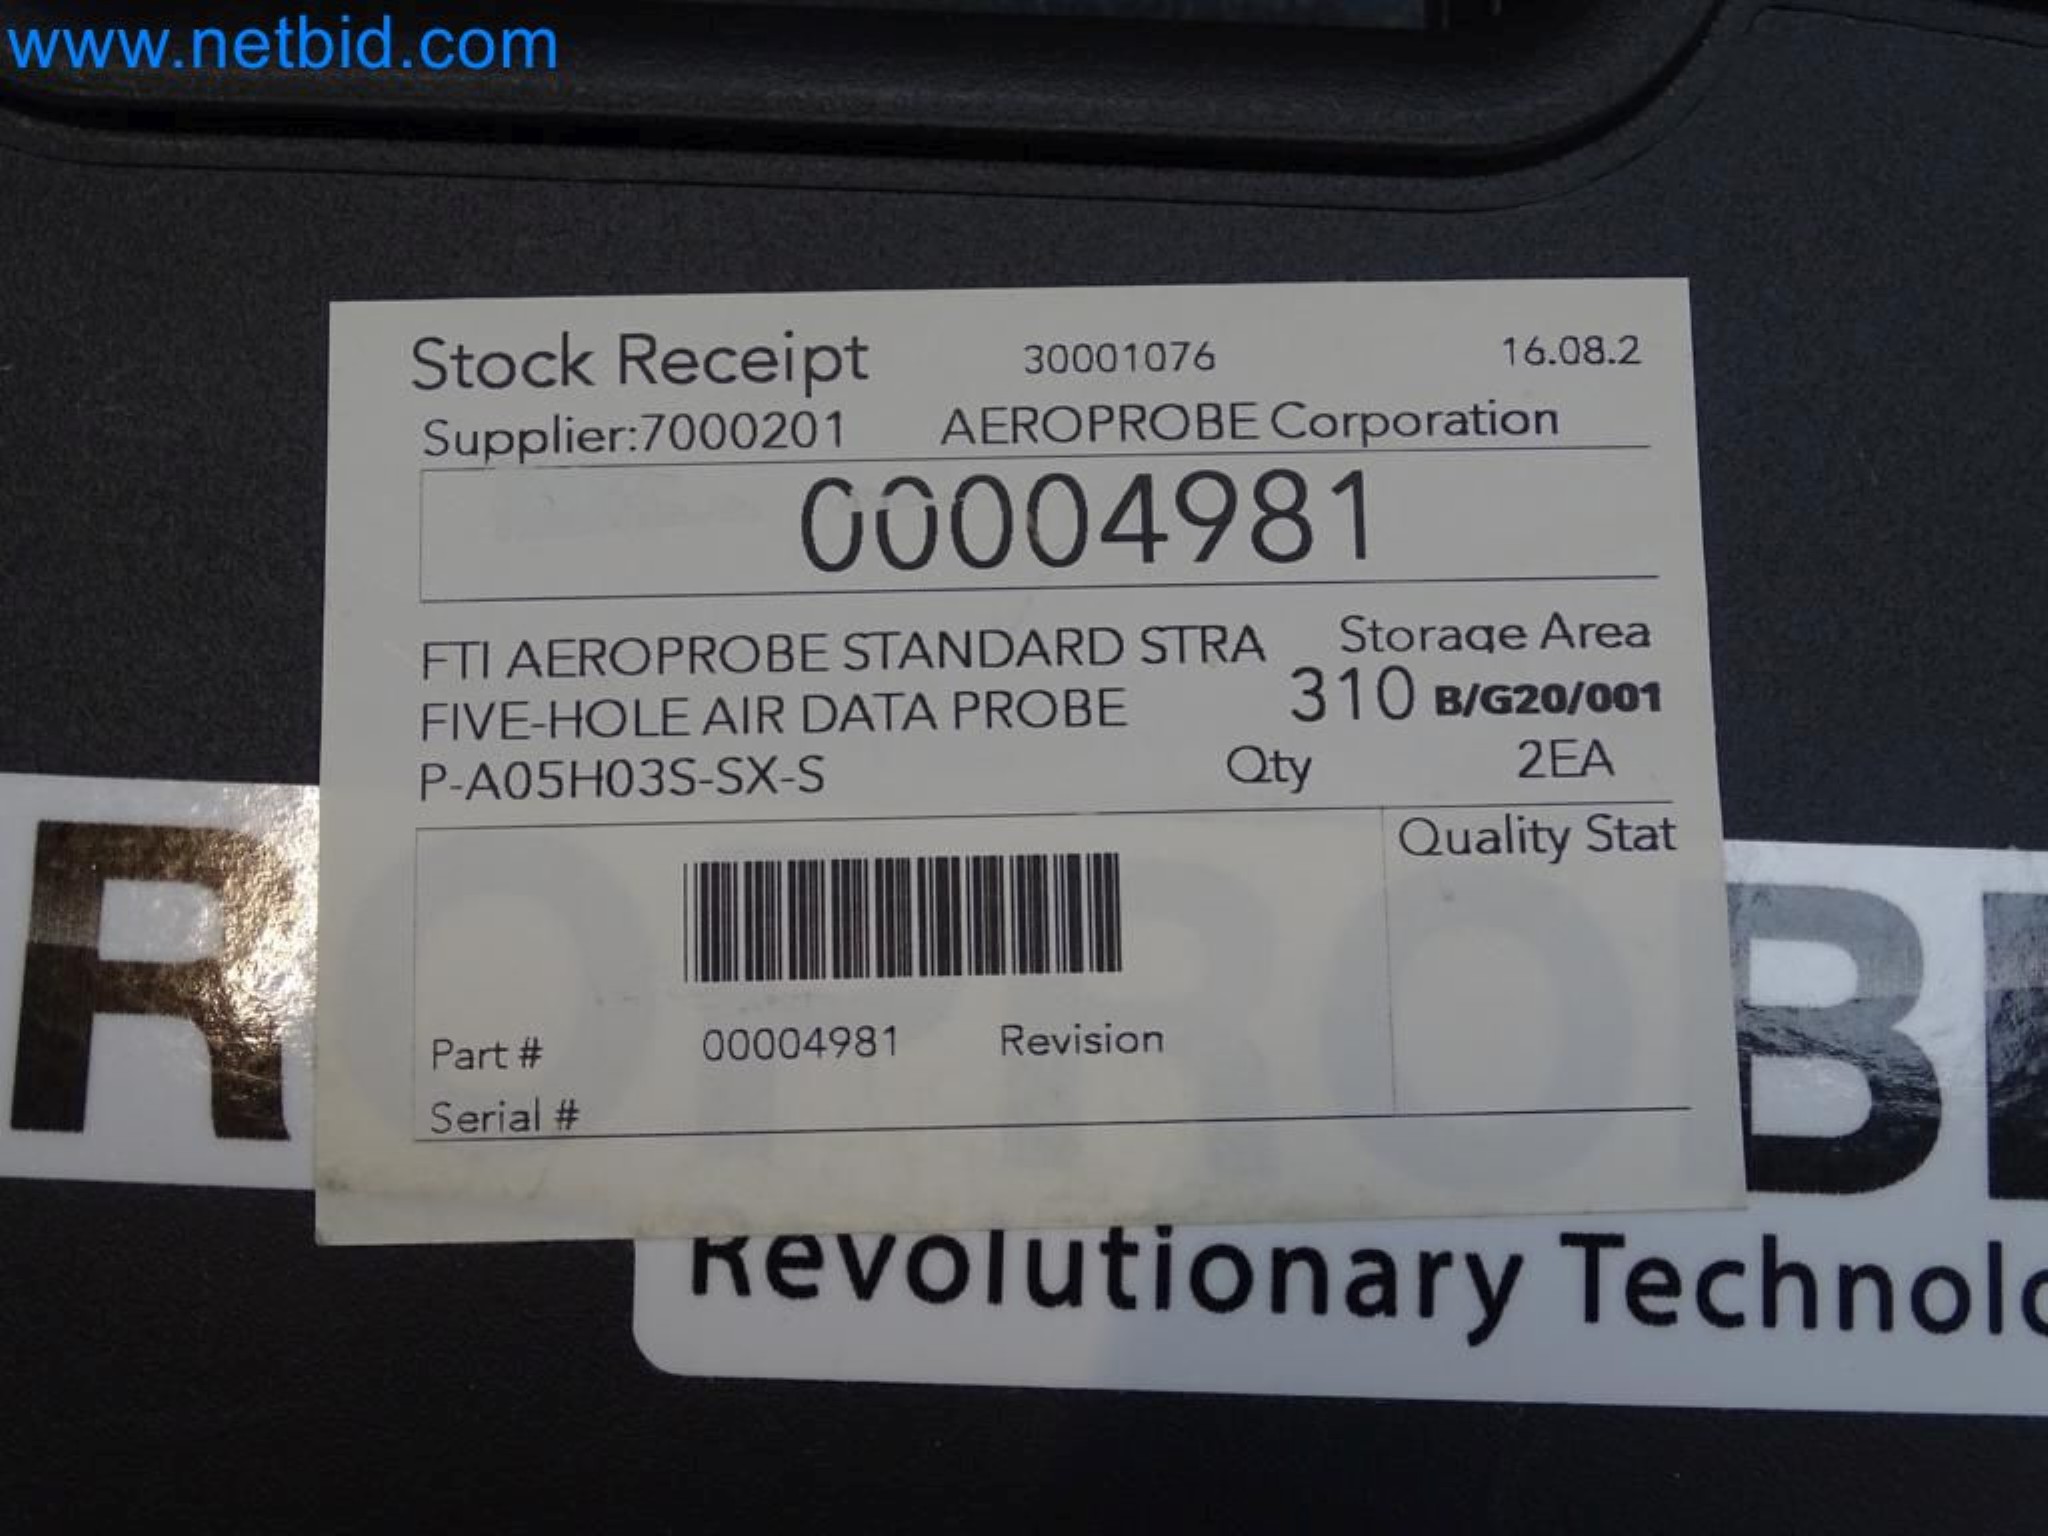 www.netbid.com
Stock Receipt 30001076 16.08.2
Supplier:7000201 AEROPROBE Corporation
00004981
FTI AEROPROBE STANDARD STRA Storage Area
FIVE-HOLE AIR DATA PROBE 310 B/G20/001
P-A05H03S-SX-S Qty 2EA
Quality Stat
Part # 00004981 Revision
Serial #
R OPROB
Revolutionary Technolo